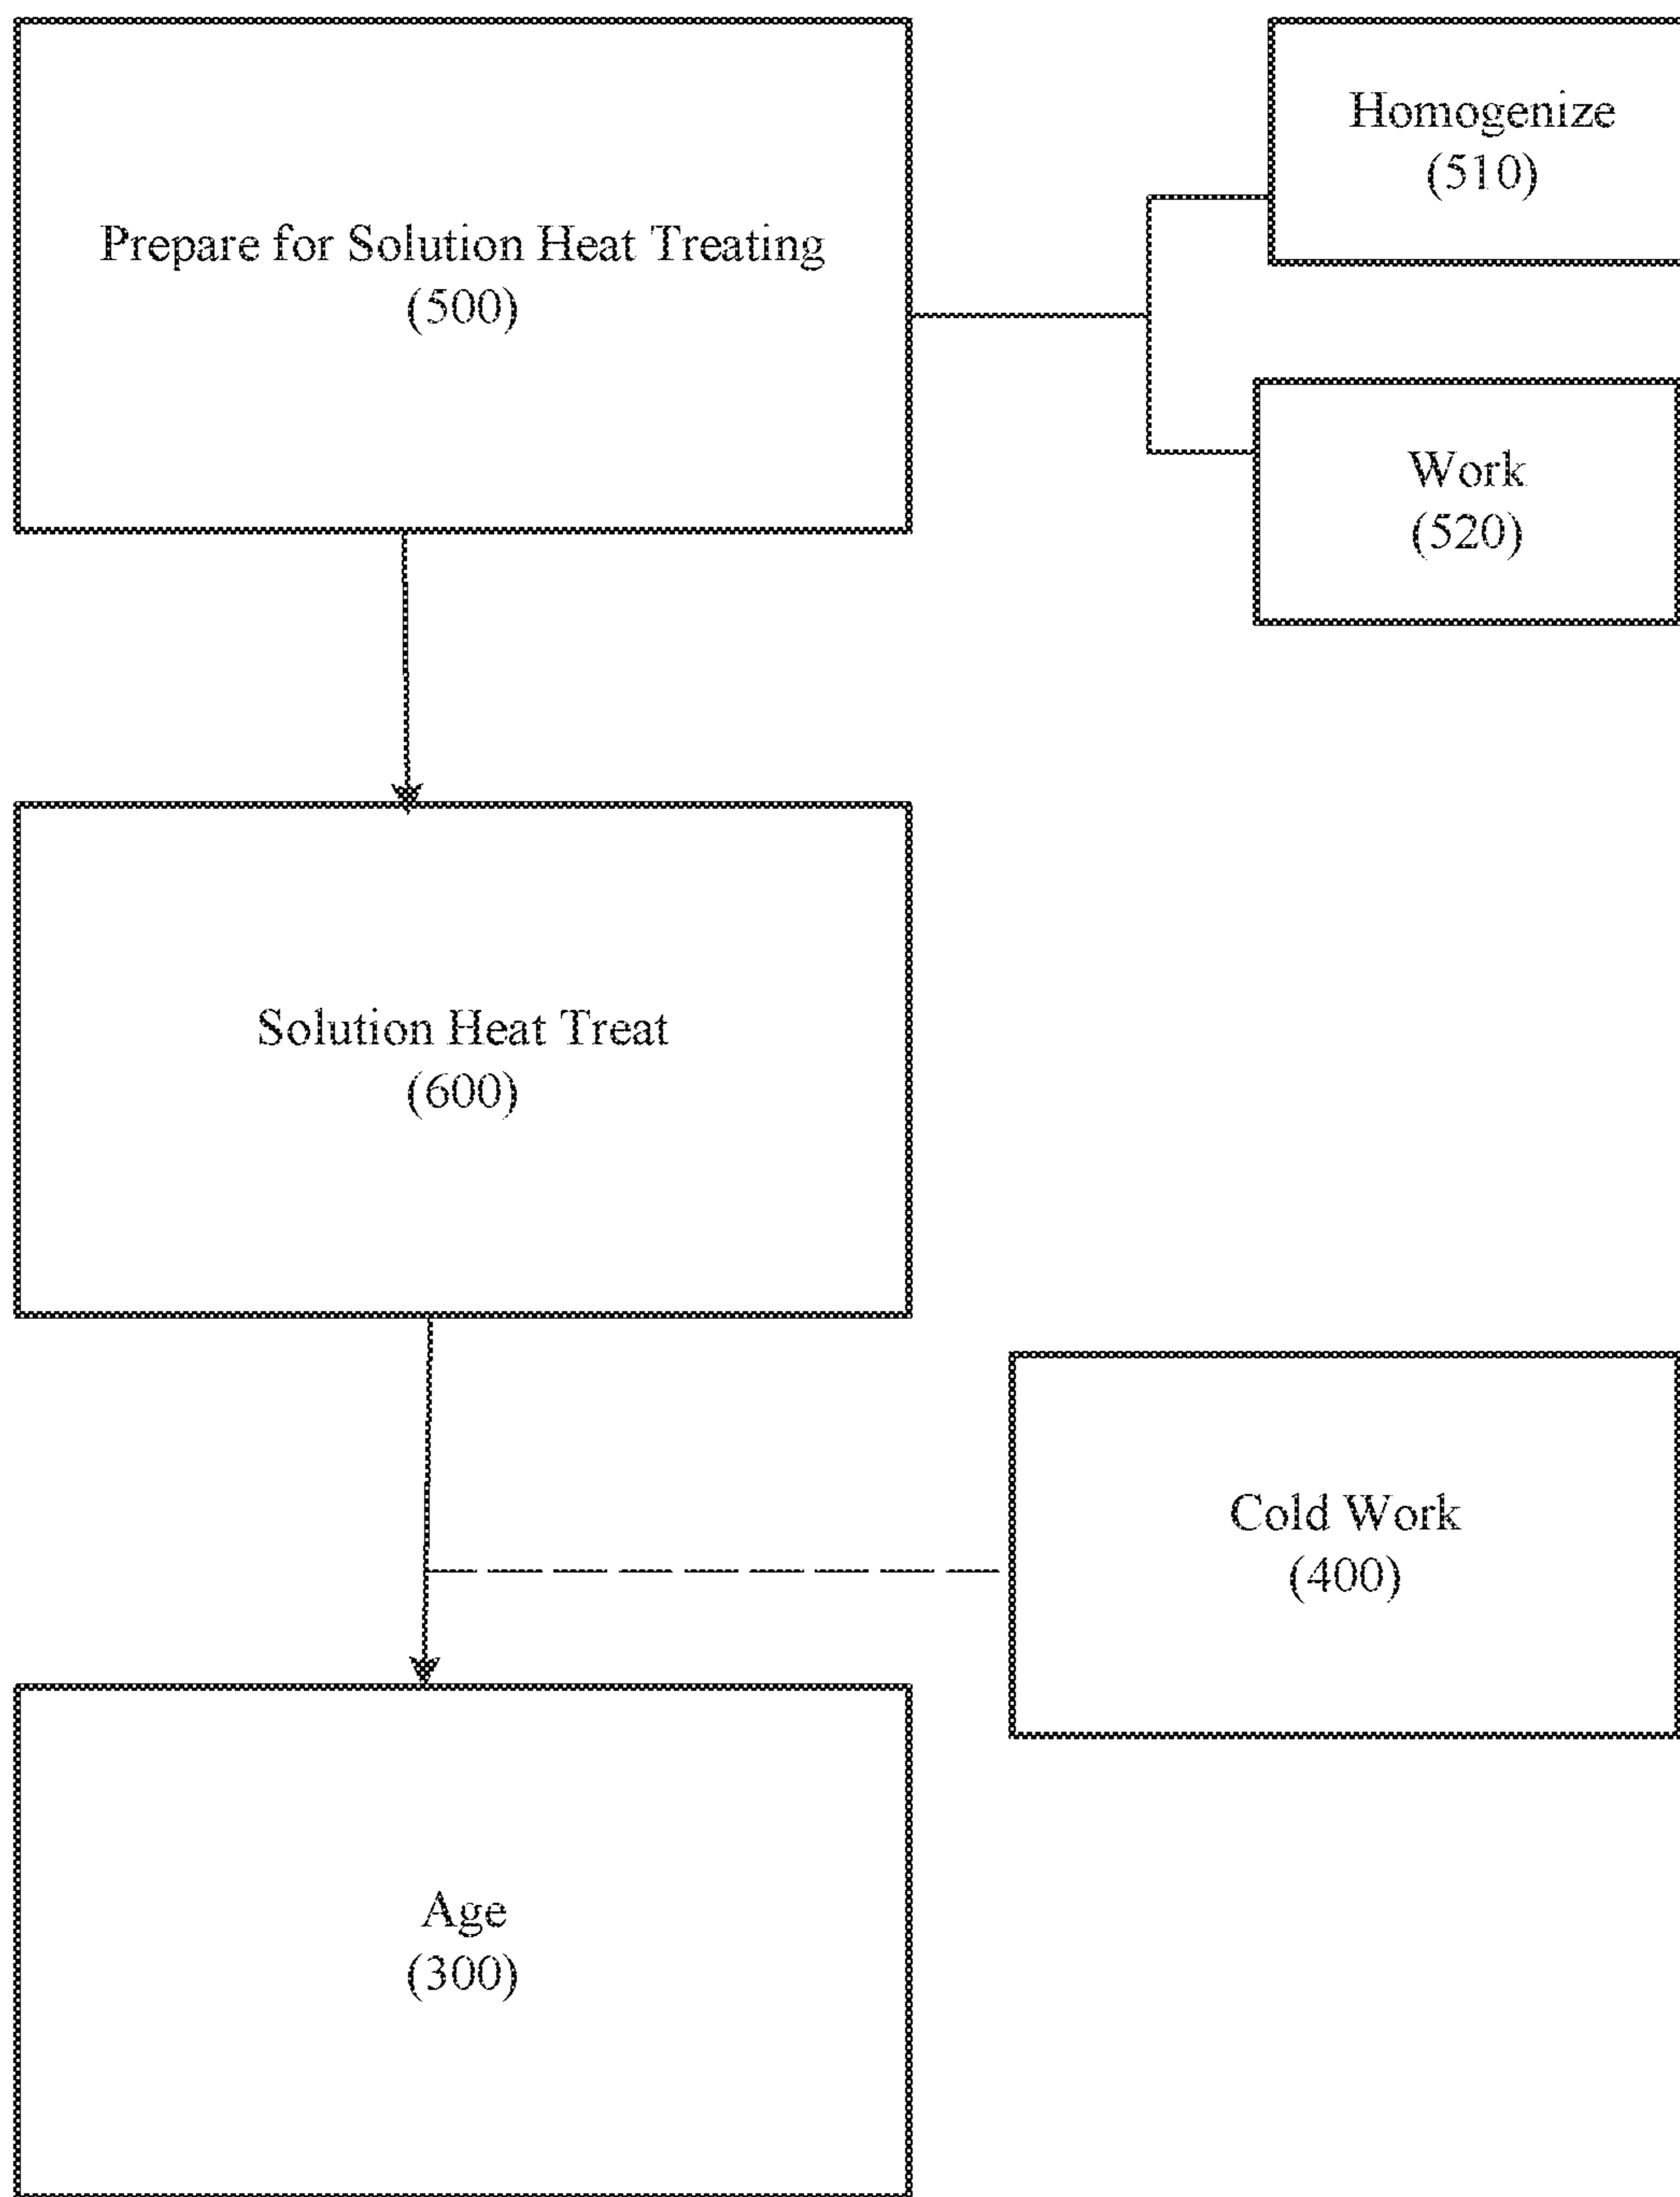 Homogenize
(510)
Prepare for Solution Heat Treating
(500)
Work
(520)
Solution Heat Treat
(600)
Cold Work
(400)
Age
(300)